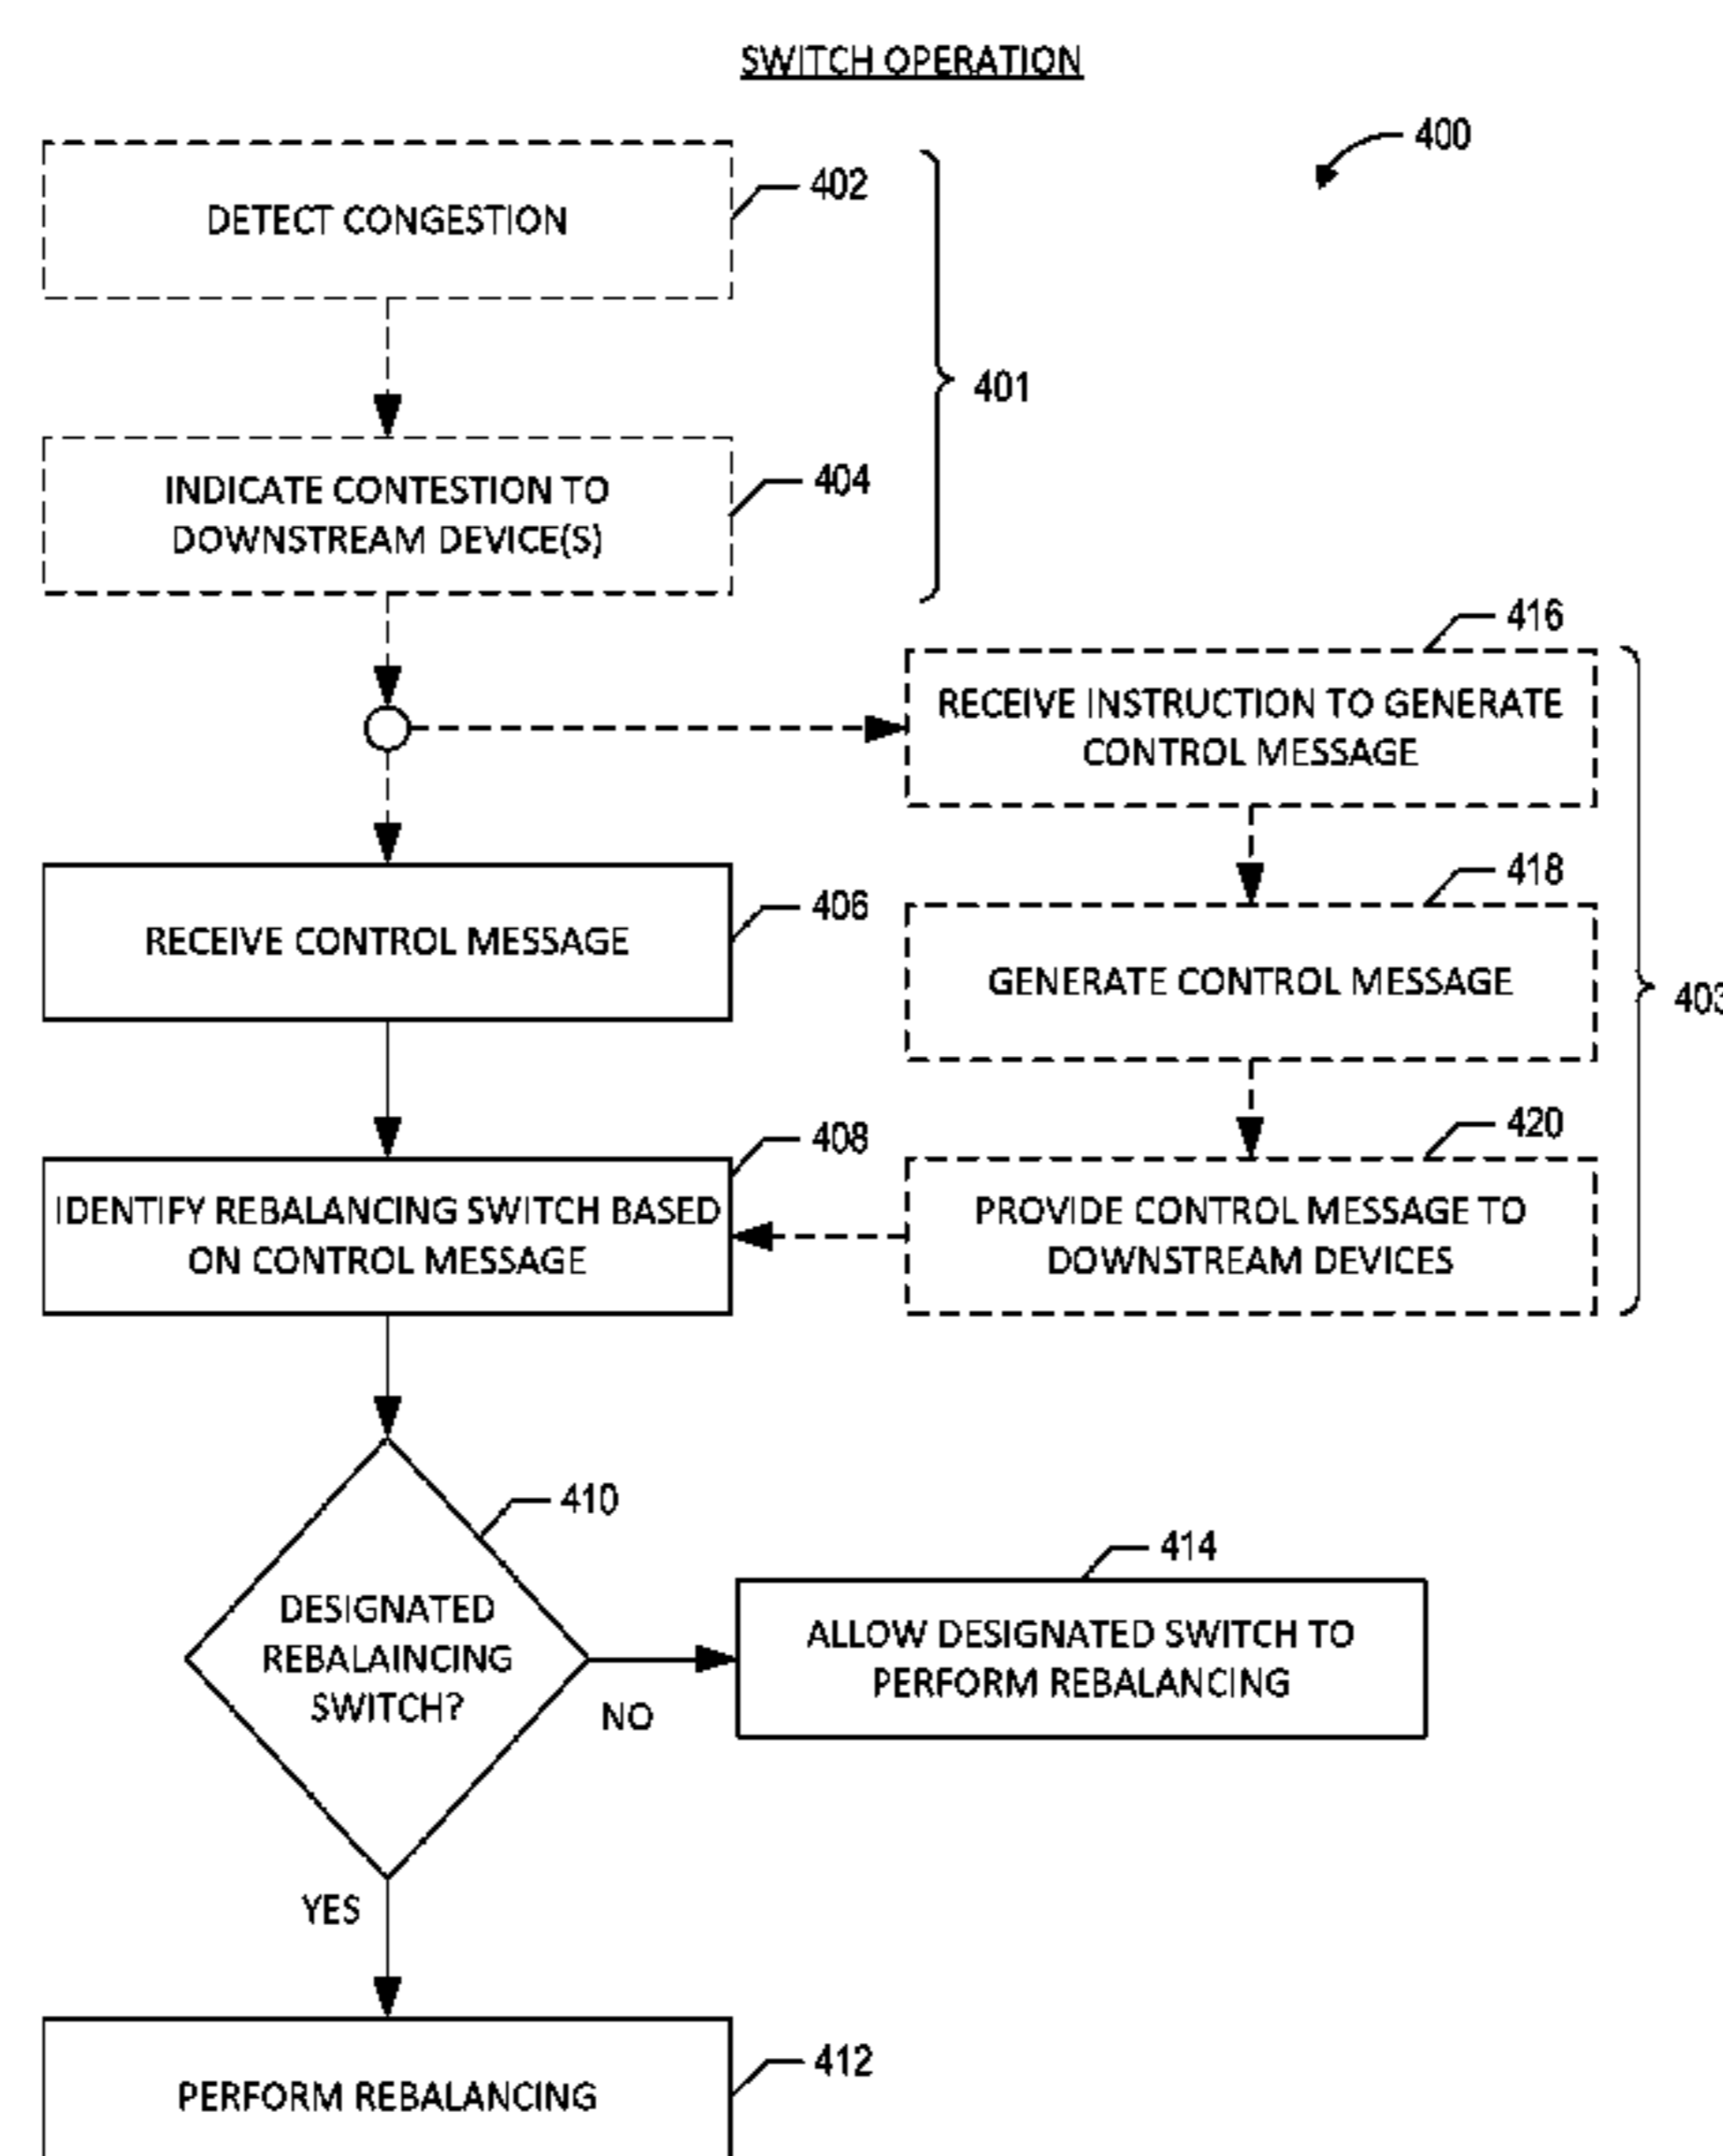 SWITCH OPERATION
400
DETECT CONGESTION
402
401
INDICATE CONTESTION TO
DOWNSTREAM DEVICE(S)
404
416
RECEIVE INSTRUCTION TO GENERATE
CONTROL MESSAGE
RECEIVE CONTROL MESSAGE
406
418
GENERATE CONTROL MESSAGE
403
408
IDENTIFY REBALANCING SWITCH BASED
ON CONTROL MESSAGE
420
PROVIDE CONTROL MESSAGE TO
DOWNSTREAM DEVICES
410
DESIGNATED
REBALAINCING
SWITCH?
NO
414
ALLOW DESIGNATED SWITCH TO
PERFORM REBALANCING
YES
PERFORM REBALANCING
412